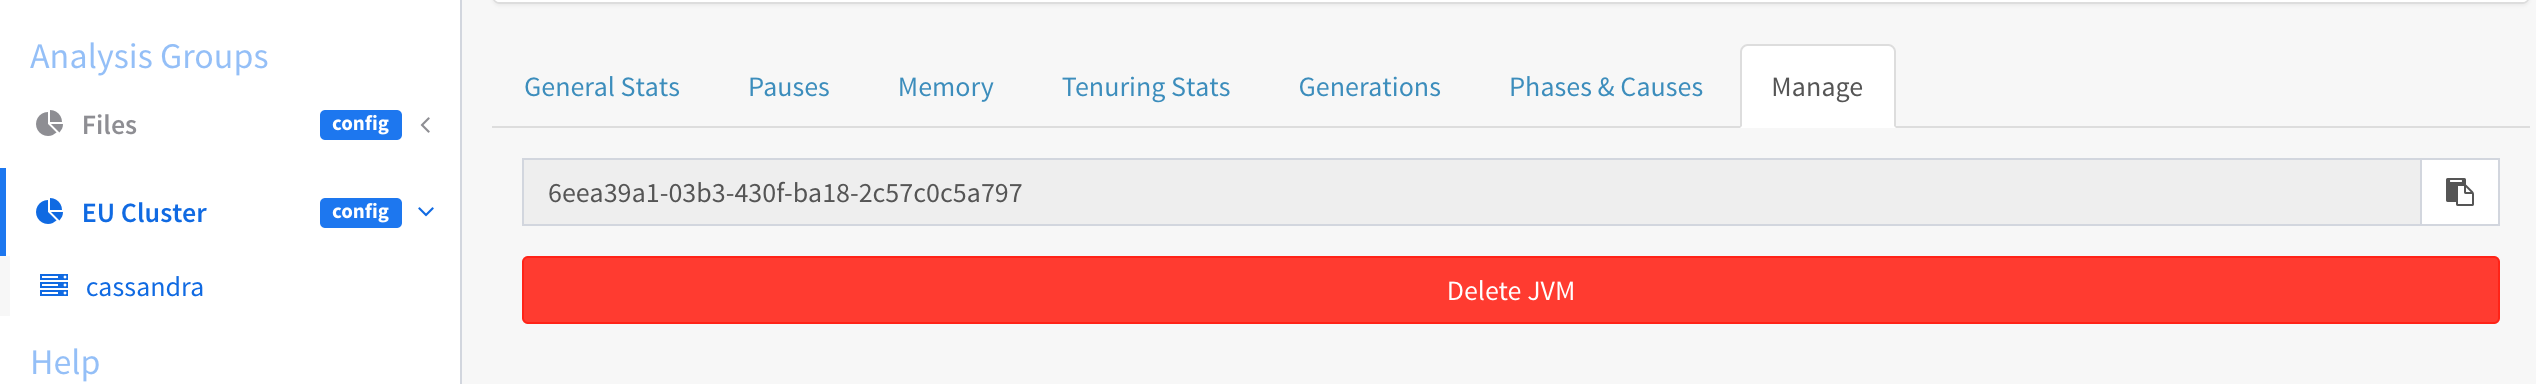 Analysis Groups
Files config
EU Cluster config
cassandra
Help
General Stats Pauses Memory Tenuring Stats Generations Phases & Causes Manage
6eea39a1-03b3-430f-ba18-2c57c0c5a797
Delete JVM